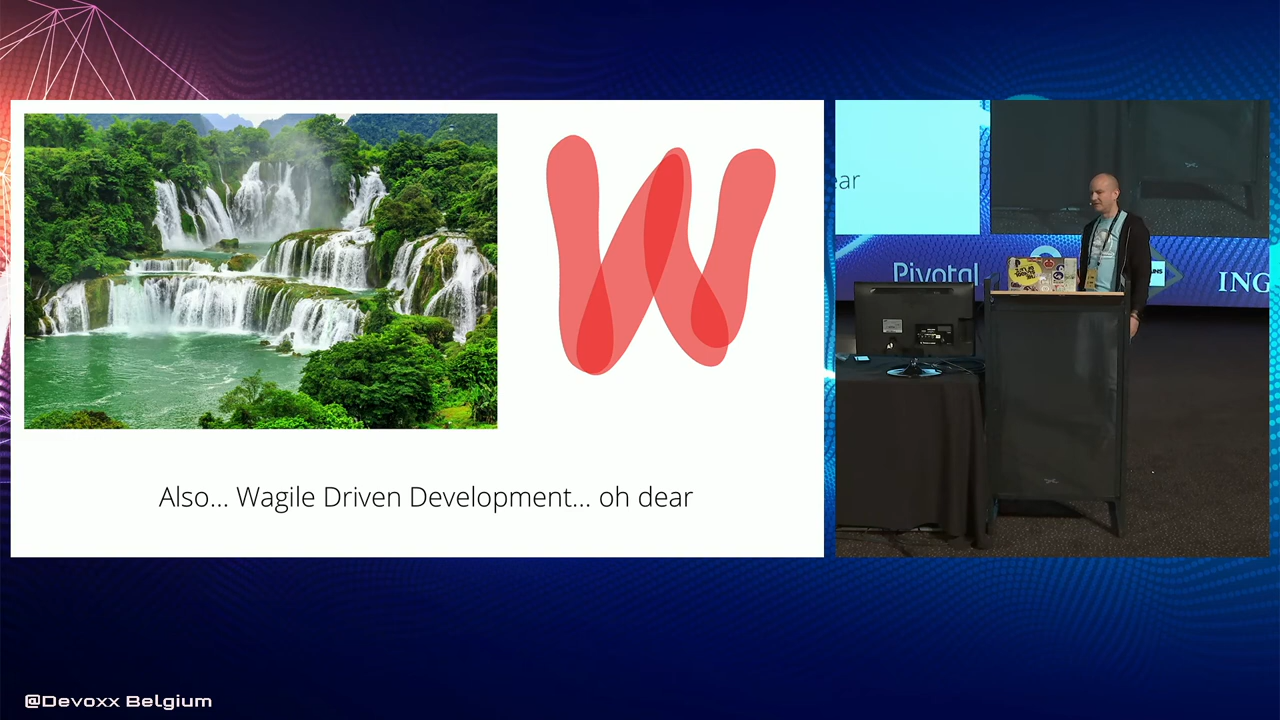 W
Also... Wagile Driven Development... oh dear
ear
Pivotal
ING
@Devoxx Belgium